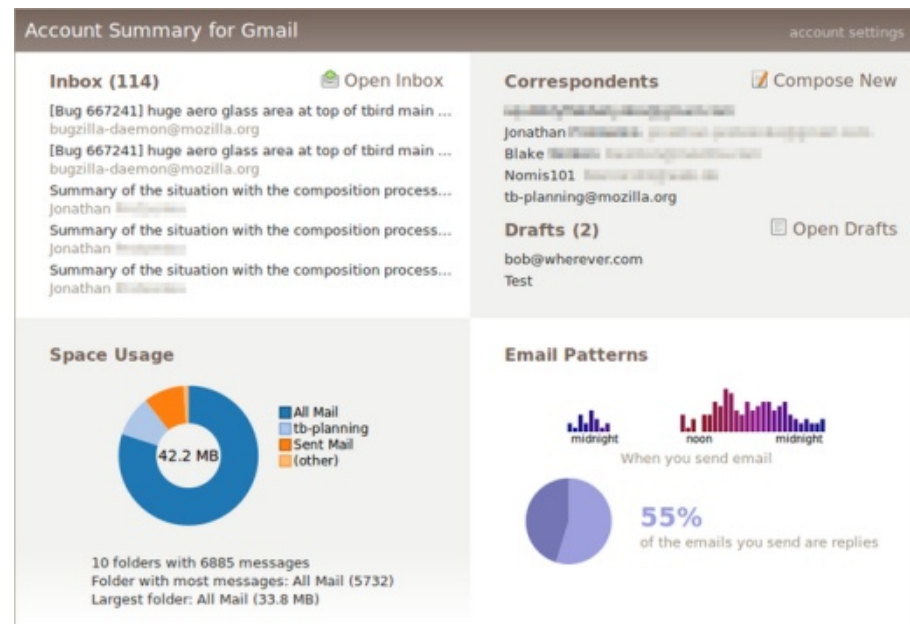 Account Summary for Gmail
account settings
Inbox (114)
Open Inbox
[Bug 667241] huge aero glass area at top of tbird main ...
bugzilla-daemon@mozilla.org
[Bug 667241] huge aero glass area at top of tbird main ...
bugzilla-daemon@mozilla.org
Summary of the situation with the composition process...
Jonathan
Summary of the situation with the composition process...
Jonathan
Summary of the situation with the composition process...
Jonathan
Correspondents
Compose New
Jonathan
Blake
Nomis101
tb-planning@mozilla.org
Drafts (2)
Open Drafts
bob@wherever.com
Test
Space Usage
42.2 MB
All Mail
tb-planning
Sent Mail
(other)
10 folders with 6885 messages
Folder with most messages: All Mail (5732)
Largest folder: All Mail (33.8 MB)
Email Patterns
midnight noon midnight
When you send email
55%
of the emails you send are replies